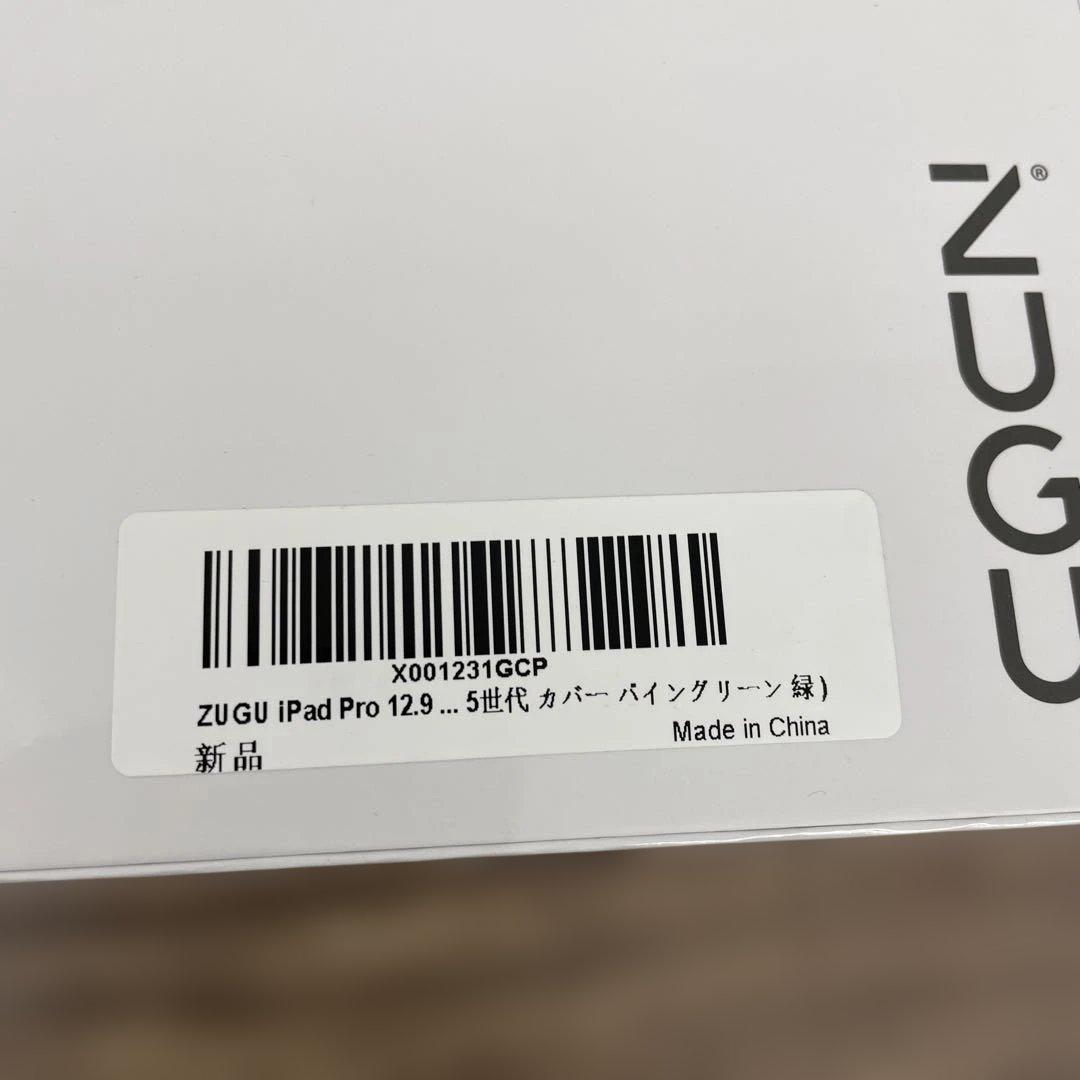 ZUGU®
X001231GCP
ZUGU iPad Pro 12.9 ... 5世代 カバー パイングリーン 緑)
Made in China
新品